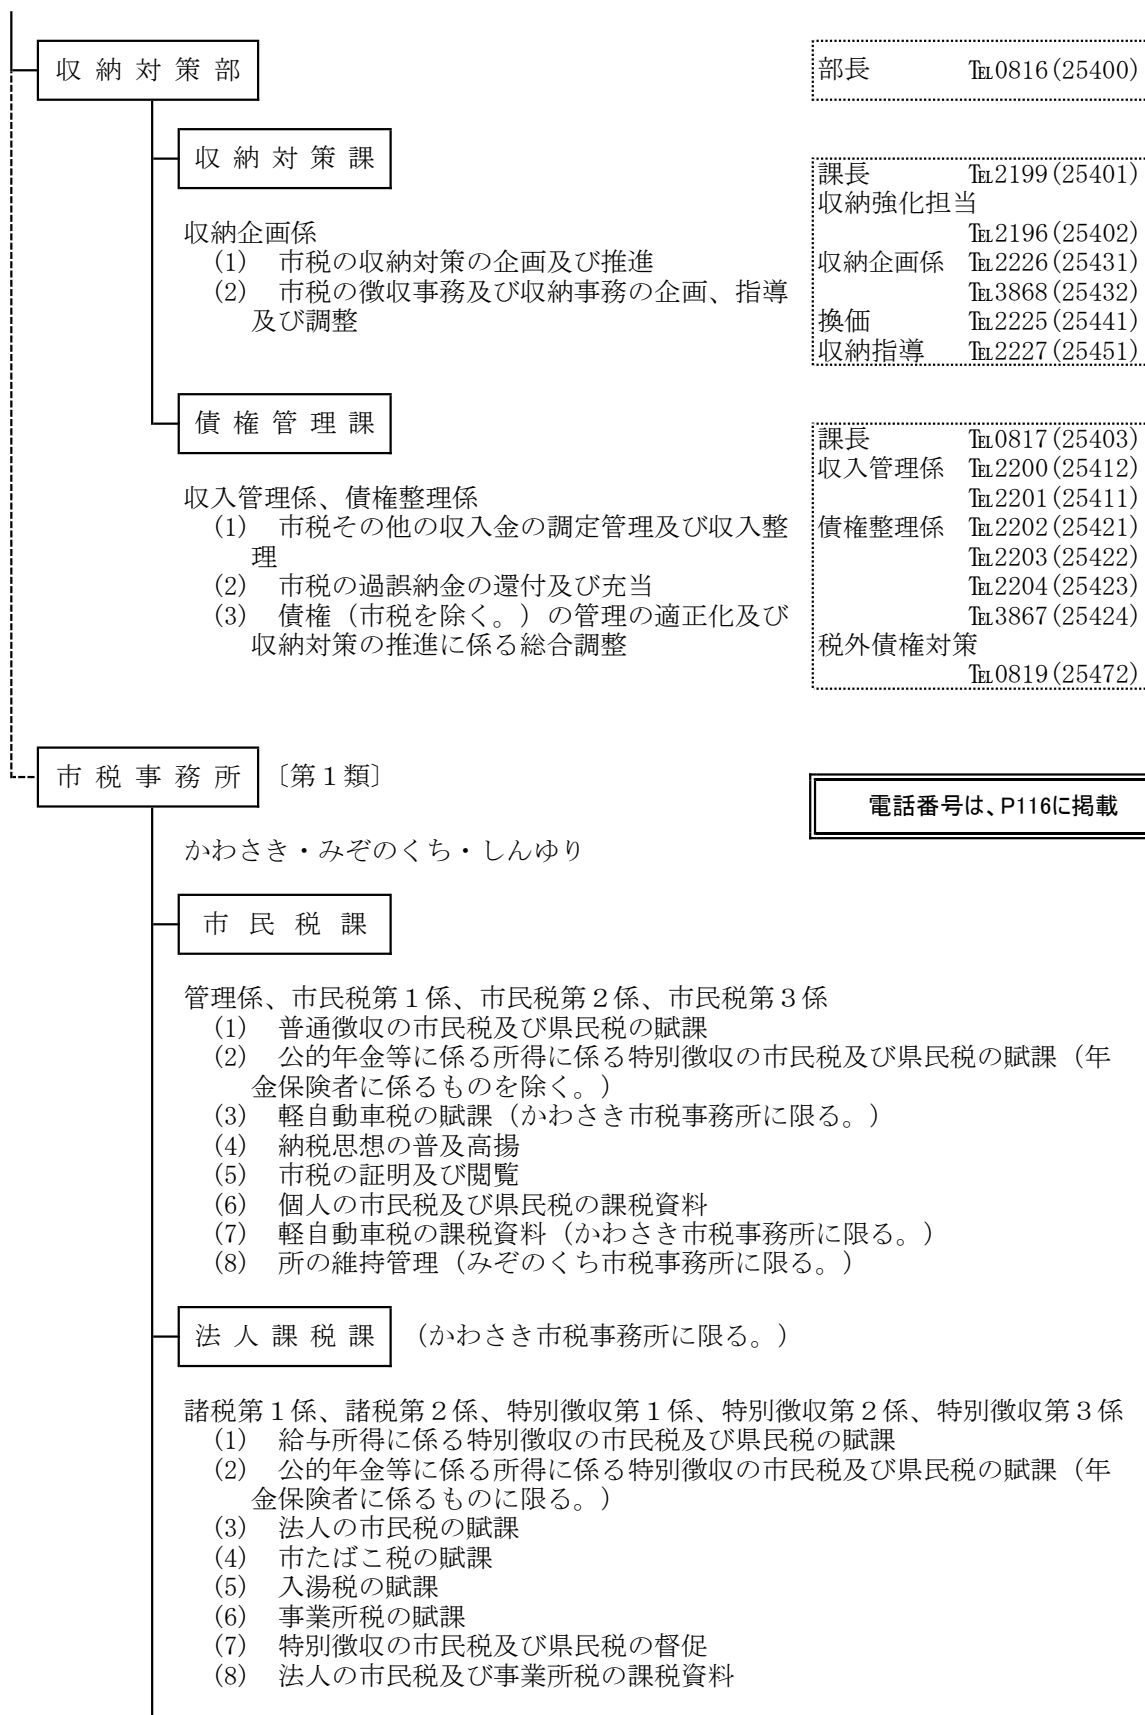 収納対策部
部長 ℡0816(25400)
収納対策課
課長 ℡2199(25401)
収納強化担当
℡2196(25402)
収納企画係 ℡2226(25431)
℡3868(25432)
換価 ℡2225(25441)
収納指導 ℡2227(25451)
収納企画係
(1) 市税の収納対策の企画及び推進
(2) 市税の徴収事務及び収納事務の企画、指導
及び調整
債権管理課
課長 ℡0817(25403)
収入管理係 ℡2200(25412)
℡2201(25411)
債権整理係 ℡2202(25421)
℡2203(25422)
℡2204(25423)
℡3867(25424)
税外債権対策
℡0819(25472)
収入管理係、債権整理係
(1) 市税その他の収入金の調定管理及び収入整
理
(2) 市税の過誤納金の還付及び充当
(3) 債権（市税を除く。）の管理の適正化及び
収納対策の推進に係る総合調整
市税事務所 〔第１類〕
電話番号は、P116に掲載
かわさき・みぞのくち・しんゆり
市民税課
管理係、市民税第１係、市民税第２係、市民税第３係
(1) 普通徴収の市民税及び県民税の賦課
(2) 公的年金等に係る所得に係る特別徴収の市民税及び県民税の賦課（年
金保険者に係るものを除く。）
(3) 軽自動車税の賦課（かわさき市税事務所に限る。）
(4) 納税思想の普及高揚
(5) 市税の証明及び閲覧
(6) 個人の市民税及び県民税の課税資料
(7) 軽自動車税の課税資料（かわさき市税事務所に限る。）
(8) 所の維持管理（みぞのくち市税事務所に限る。）
法人課税課 （かわさき市税事務所に限る。）
諸税第１係、諸税第２係、特別徴収第１係、特別徴収第２係、特別徴収第３係
(1) 給与所得に係る特別徴収の市民税及び県民税の賦課
(2) 公的年金等に係る所得に係る特別徴収の市民税及び県民税の賦課（年
金保険者に係るものに限る。）
(3) 法人の市民税の賦課
(4) 市たばこ税の賦課
(5) 入湯税の賦課
(6) 事業所税の賦課
(7) 特別徴収の市民税及び県民税の督促
(8) 法人の市民税及び事業所税の課税資料